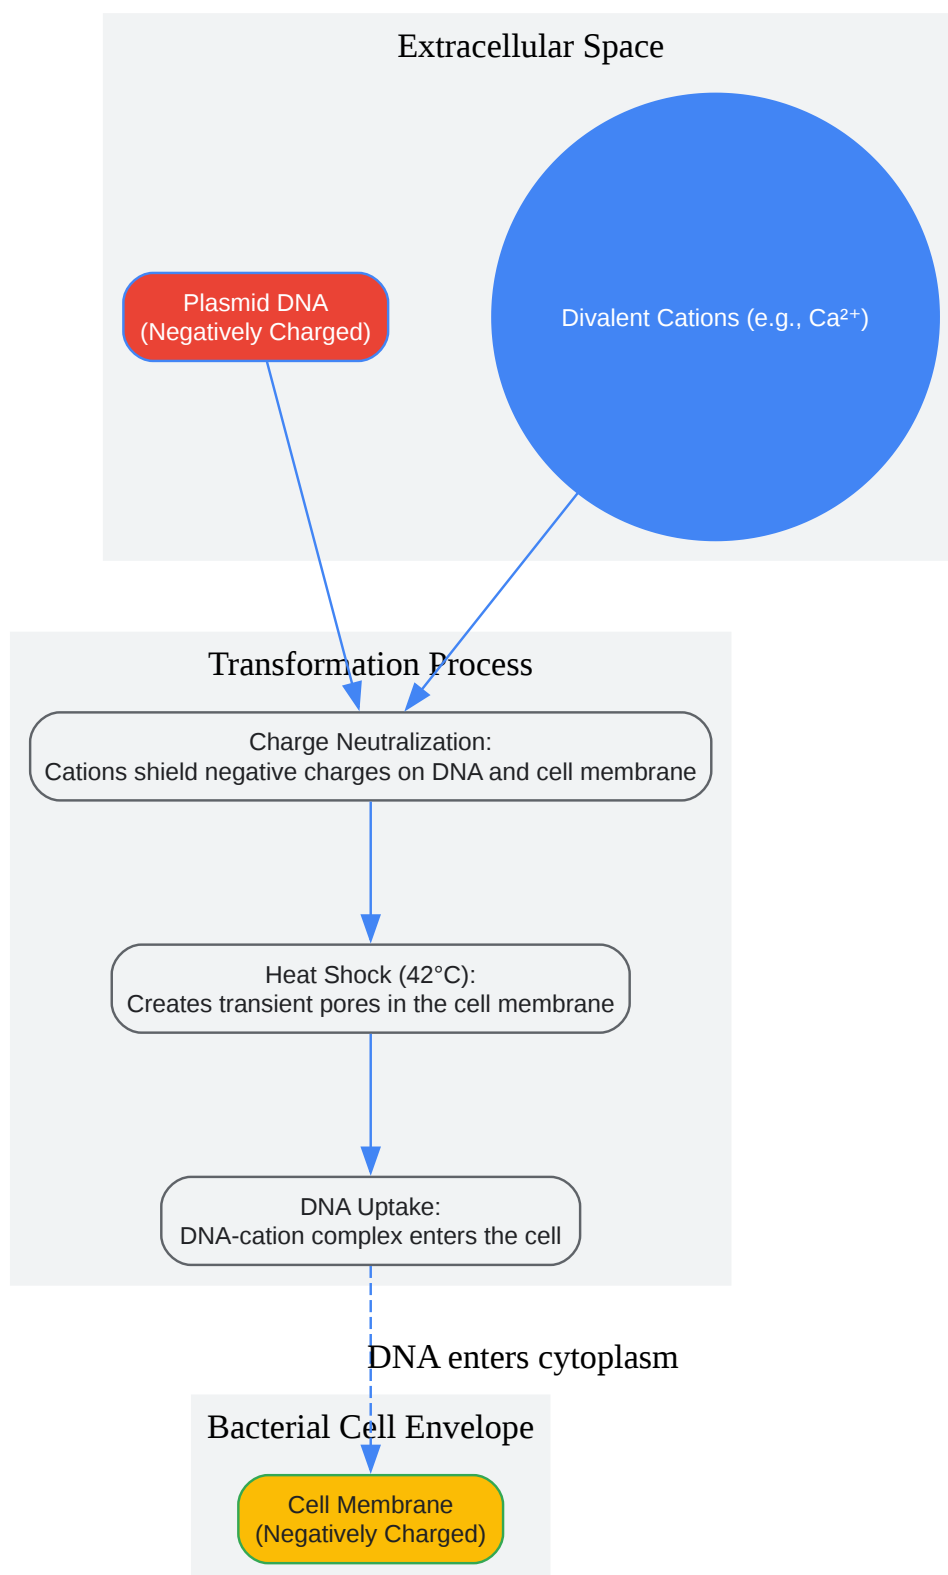 Extracellular Space
Plasmid DNA
(Negatively Charged)
Divalent Cations (e.g., Ca²⁺)
Transformation Process
Charge Neutralization:
Cations shield negative charges on DNA and cell membrane
Heat Shock (42°C):
Creates transient pores in the cell membrane
DNA Uptake:
DNA-cation complex enters the cell
DNA enters cytoplasm
Bacterial Cell Envelope
Cell Membrane
(Negatively Charged)